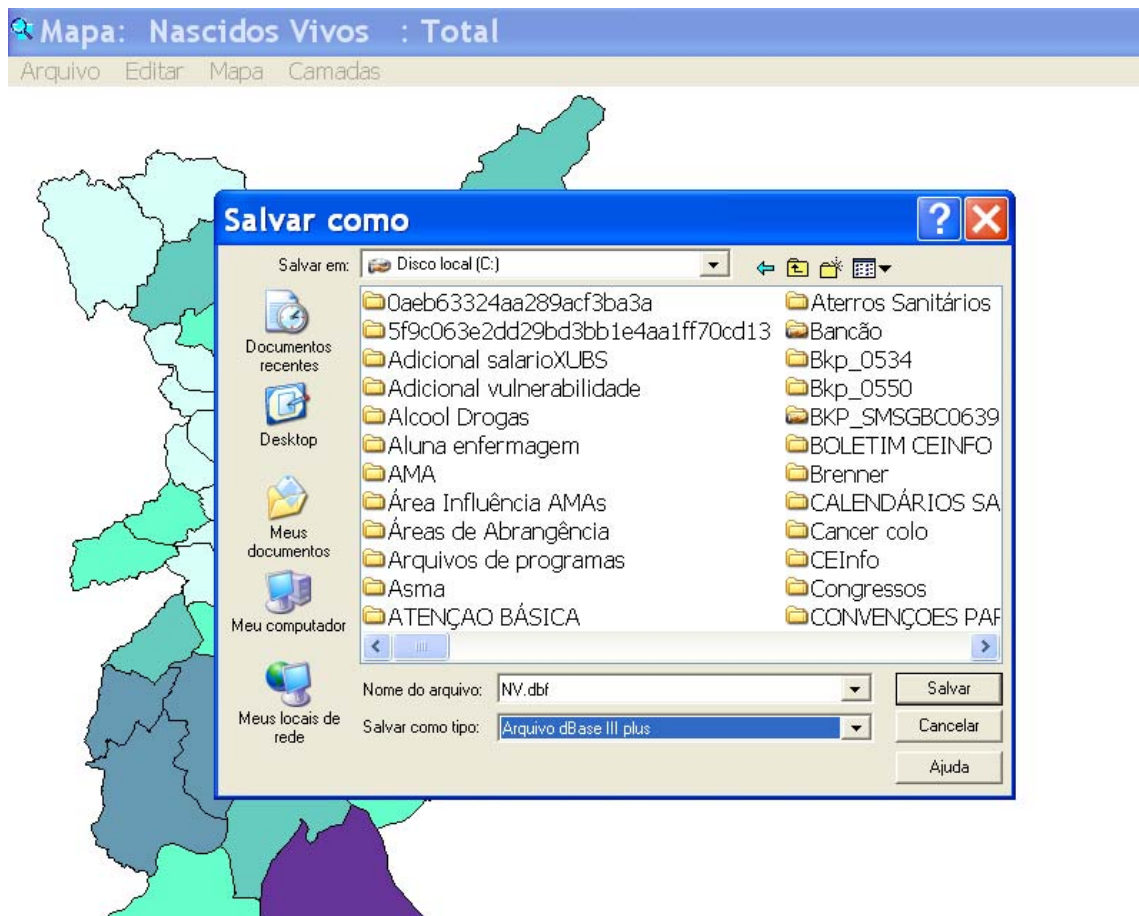 Mapa: Nascidos Vivos : Total
Arquivo Editar Mapa Camadas
Salvar como
Salvar em: Disco local (C:)
Documentos recentes
Desktop
Meus documentos
Meu computador
Meus locais de rede
0aeb63324aa289acf3ba3a
5f9c063e2dd29bd3bb1e4aa1ff70cd13
Adicional salarioXUBS
Adicional vulnerabilidade
Alcool Drogas
Aluna enfermagem
AMA
Área Influência AMAs
Áreas de Abrangência
Arquivos de programas
Asma
ATENÇAO BÁSICA
Aterros Sanitários
Bancão
Bkp_0534
Bkp_0550
BKP_SMSGBC0639
BOLETIM CEINFO
Brenner
CALENDÁRIOS SA
Cancer colo
CEInfo
Congressos
CONVENÇOES PAR
Nome do arquivo: NV.dbf Salvar
Salvar como tipo: Arquivo dBase III plus Cancelar
Ajuda